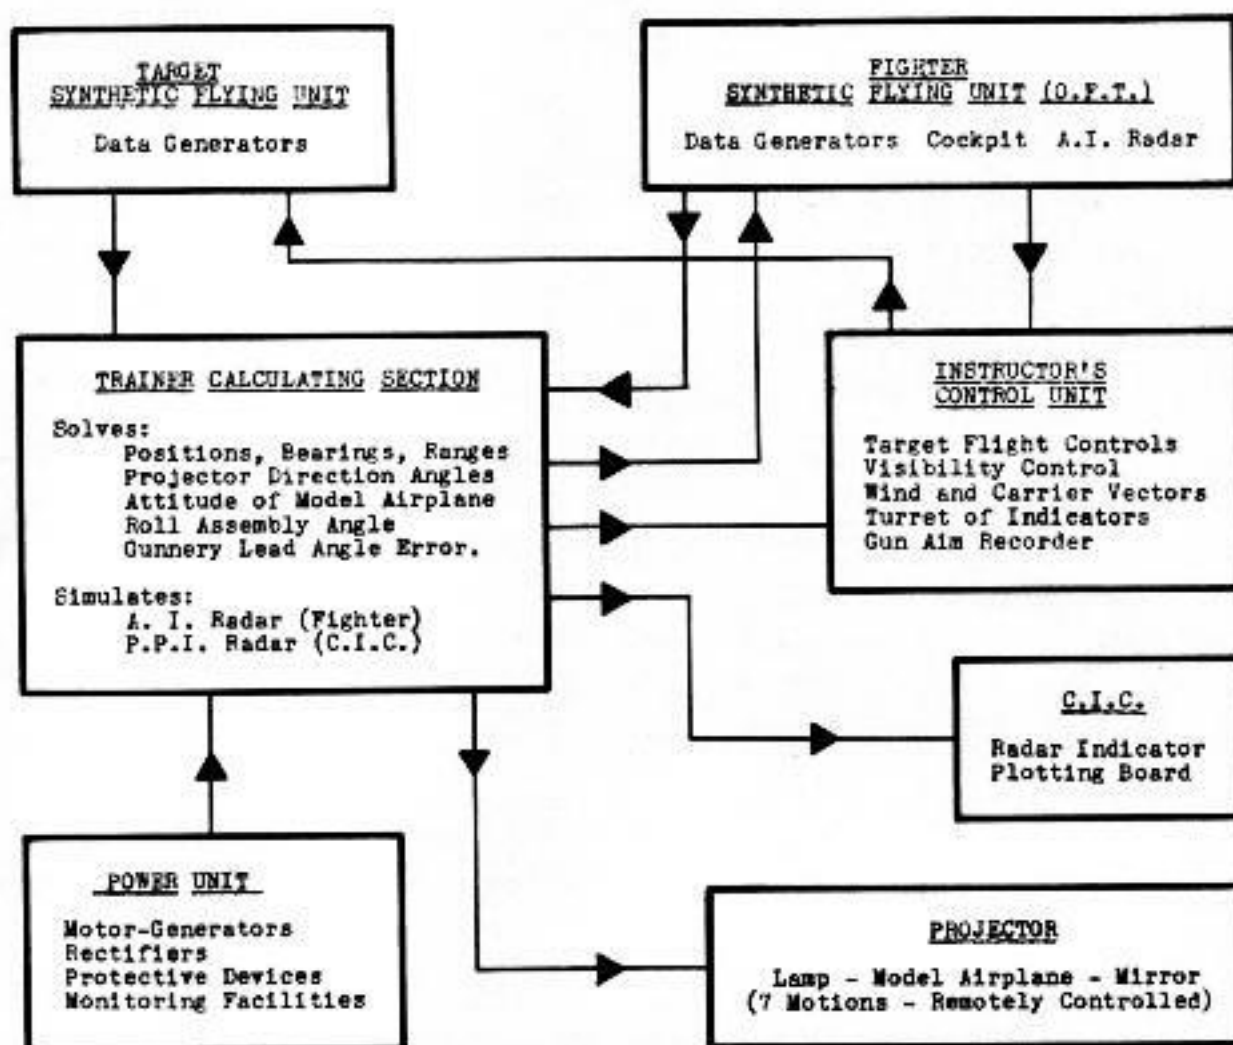 TARGET
SYNTHETIC FLYING UNIT
Data Generators
FIGHTER
SYNTHETIC FLYING UNIT (O.F.T.)
Data Generators Cockpit A.I. Radar
TRAINER CALCULATING SECTION
Solves:
Positions, Bearings, Ranges
Projector Direction Angles
Attitude of Model Airplane
Roll Assembly Angle
Gunnery Lead Angle Error.
Simulates:
A. I. Radar (Fighter)
P.P.I. Radar (C.I.C.)
INSTRUCTOR'S
CONTROL UNIT
Target Flight Controls
Visibility Control
Wind and Carrier Vectors
Turret of Indicators
Gun Aim Recorder
C.I.C.
Radar Indicator
Plotting Board
POWER UNIT
Motor-Generators
Rectifiers
Protective Devices
Monitoring Facilities
PROJECTOR
Lamp - Model Airplane - Mirror
(7 Motions - Remotely Controlled)